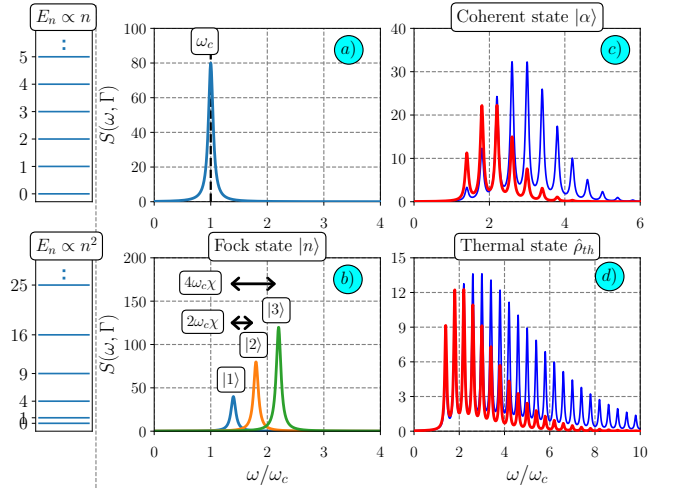 E_n ∝ n
5
4
3
2
1
0
S(ω, Γ)
100
80
60
40
20
0
ω_c
a)
0 1 2 3 4
Coherent state |α⟩
40
30
20
10
0
c)
2 4 6
E_n ∝ n²
25
16
9
4
1
0
S(ω, Γ)
200
150
100
50
0
Fock state |n⟩
b)
4ω_cχ
2ω_cχ
|3⟩
|2⟩
|1⟩
0 1 2 3 4
ω/ω_c
Thermal state ρ̂_th
15
12
9
6
3
0
d)
0 2 4 6 8 10
ω/ω_c